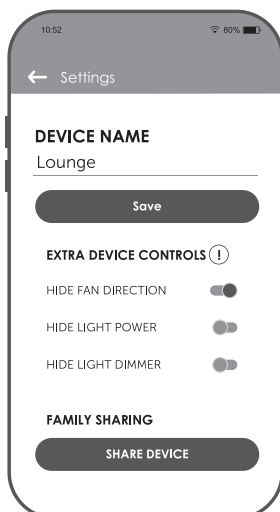 10:52 80%
← Settings
DEVICE NAME
Lounge
Save
EXTRA DEVICE CONTROLS !
HIDE FAN DIRECTION
HIDE LIGHT POWER
HIDE LIGHT DIMMER
FAMILY SHARING
SHARE DEVICE